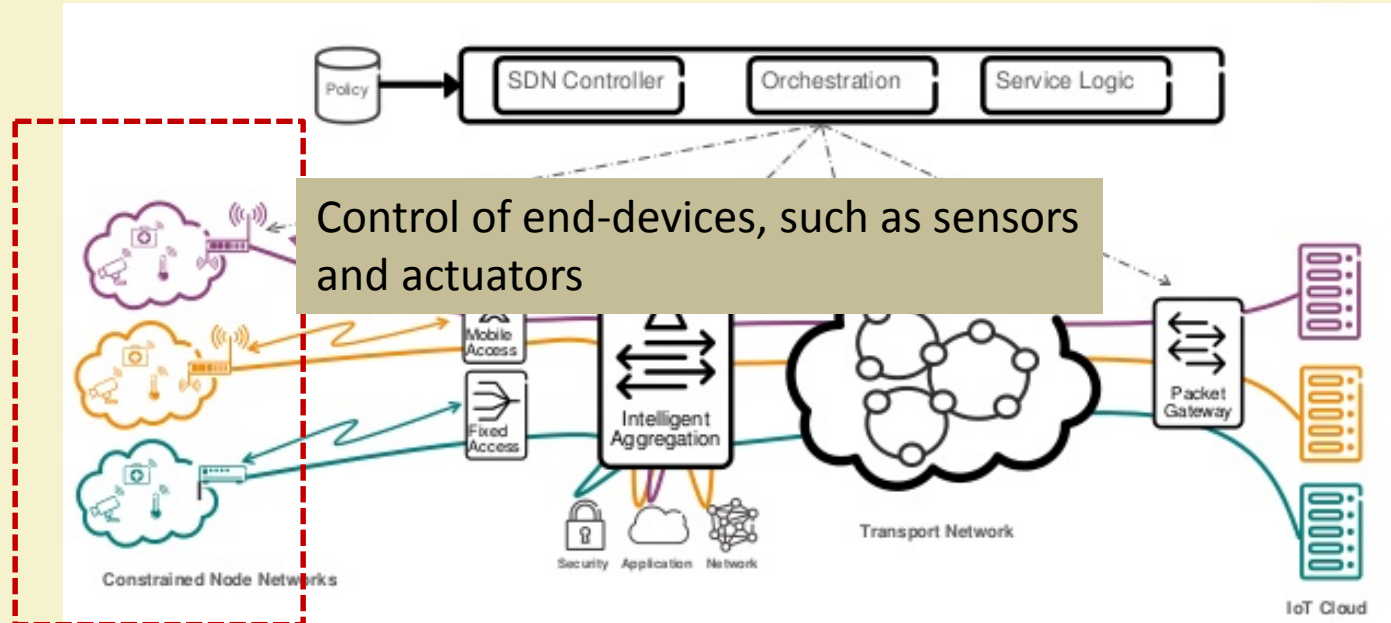 Policy
SDN Controller
Orchestration
Service Logic
Control of end-devices, such as sensors
and actuators
Mobile
Access
Fixed
Access
Intelligent
Aggregation
Packet
Gateway
Security
Application
Network
Transport Network
Constrained Node Networks
IoT Cloud